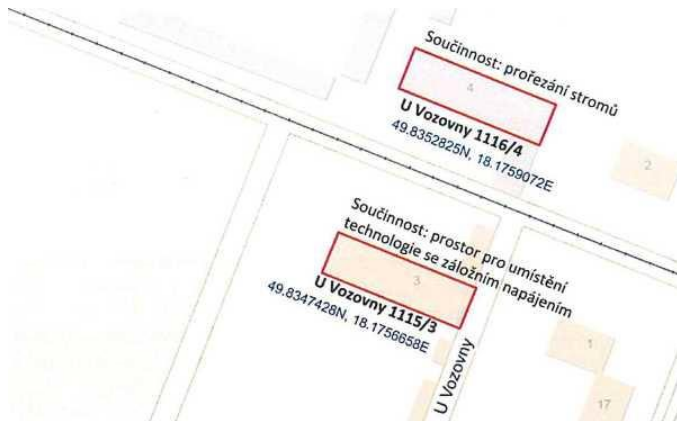 Součinnost: prořezání stromů
4
U Vozovny 1116/4
49.8352825N, 18.1759072E
2
Součinnost: prostor pro umístění
technologie se záložním napájením
3
U Vozovny 1115/3
49.8347428N, 18.1756658E
U Vozovny
1
17